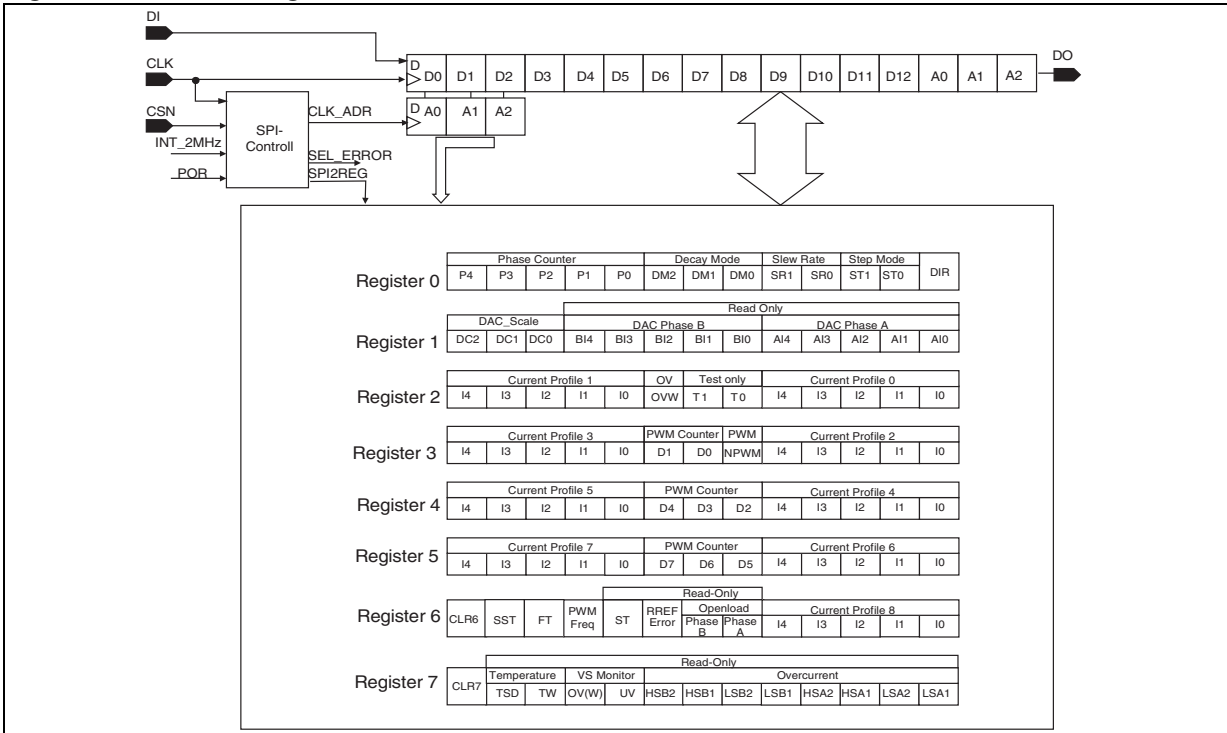 DI
DO
CLK
D
D0 D1 D2 D3 D4 D5 D6 D7 D8 D9 D10 D11 D12 A0 A1 A2
CSN
CLK_ADR
D
A0 A1 A2
SPI-
Controll
INT_2MHz
SEL_ERROR
POR
SPI2REG
Phase Counter Decay Mode Slew Rate Step Mode
Register 0 P4 P3 P2 P1 P0 DM2 DM1 DM0 SR1 SR0 ST1 ST0 DIR
Read Only
DAC_Scale DAC Phase B DAC Phase A
Register 1 DC2 DC1 DC0 BI4 BI3 BI2 BI1 BI0 AI4 AI3 AI2 AI1 AI0
Current Profile 1 OV Test only Current Profile 0
Register 2 I4 I3 I2 I1 I0 OVW T1 T0 I4 I3 I2 I1 I0
Current Profile 3 PWM Counter PWM Current Profile 2
Register 3 I4 I3 I2 I1 I0 D1 D0 NPWM I4 I3 I2 I1 I0
Current Profile 5 PWM Counter Current Profile 4
Register 4 I4 I3 I2 I1 I0 D4 D3 D2 I4 I3 I2 I1 I0
Current Profile 7 PWM Counter Current Profile 6
Register 5 I4 I3 I2 I1 I0 D7 D6 D5 I4 I3 I2 I1 I0
Read-Only
Openload Current Profile 8
Register 6 CLR6 SST FT PWM Freq ST RREF Error Phase B Phase A I4 I3 I2 I1 I0
Read-Only
Temperature VS Monitor Overcurrent
Register 7 CLR7 TSD TW OV(W) UV HSB2 HSB1 LSB2 LSB1 HSA2 HSA1 LSA2 LSA1